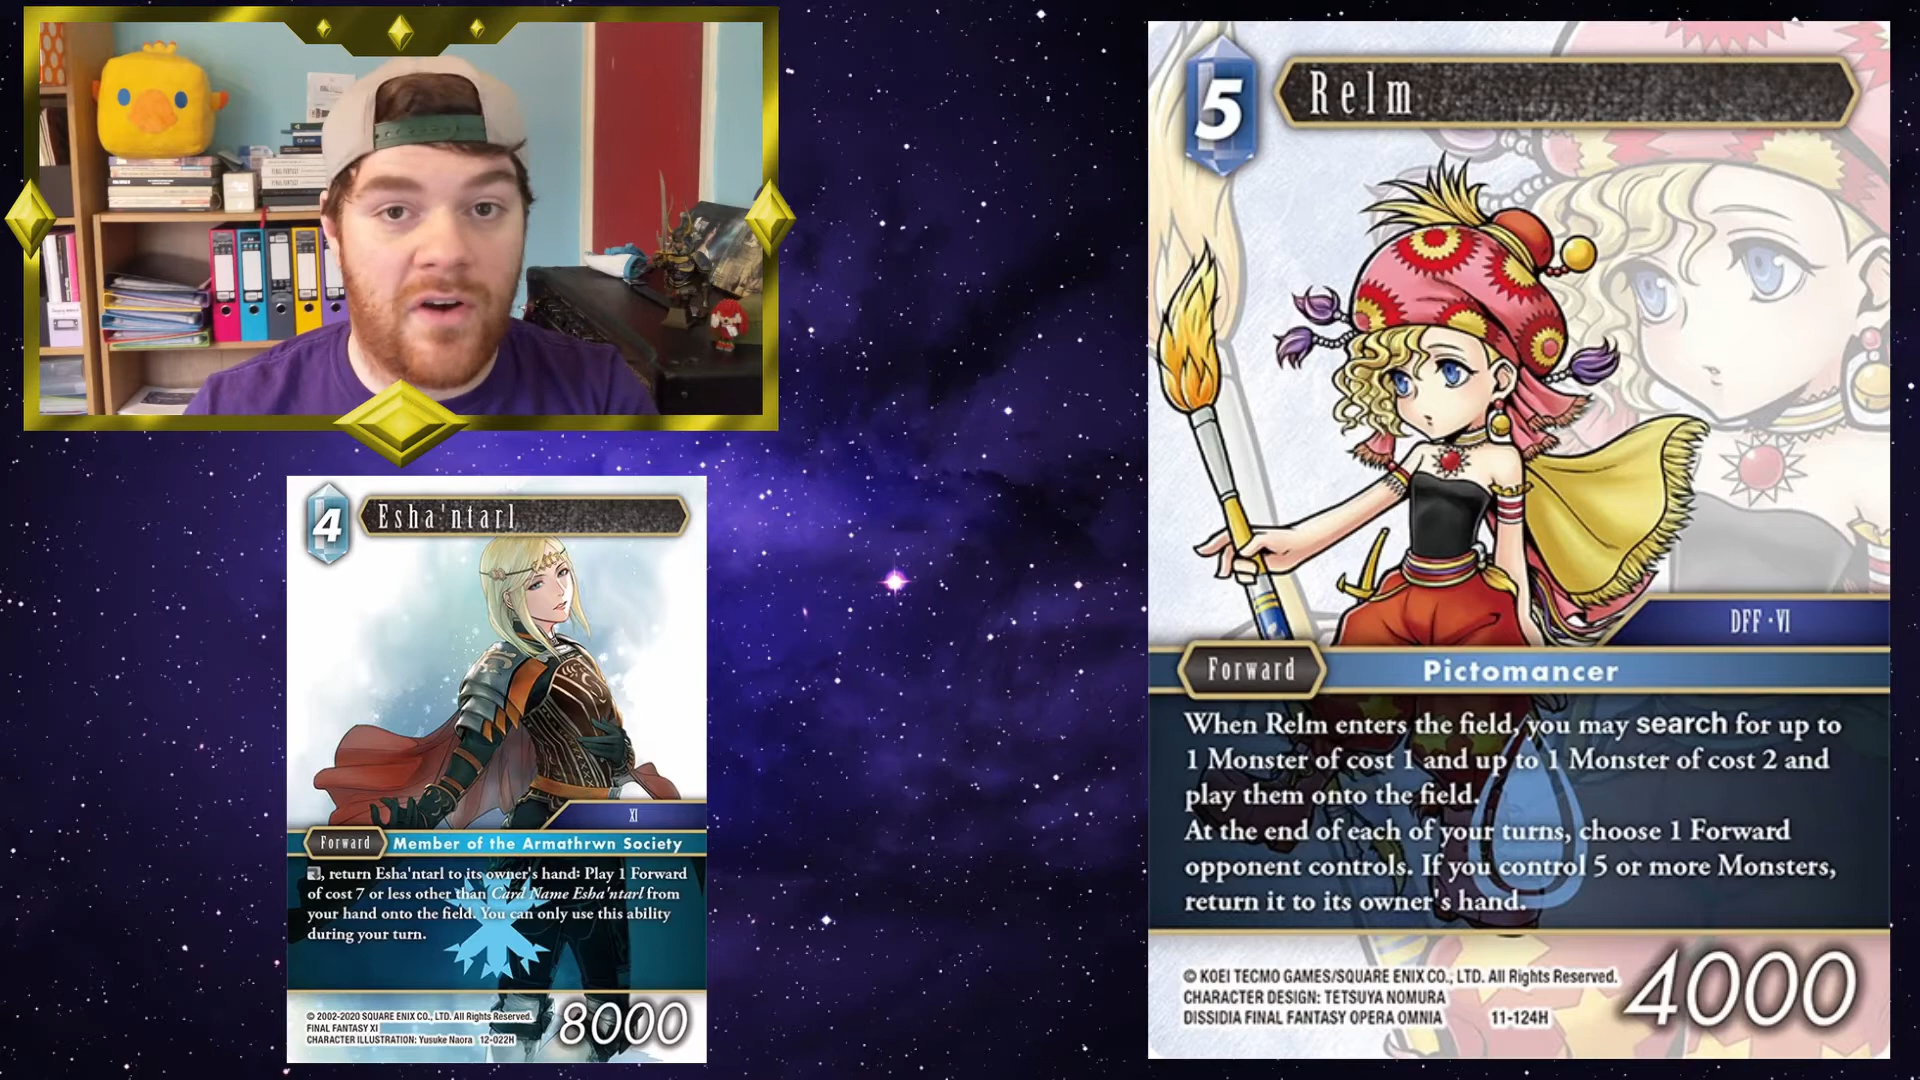 4
Esha'ntarl
XI
Forward
Member of the Armathrwn Society
, return Esha'ntarl to its owner's hand: Play 1 Forward
of cost 7 or less other than Card Name Esha'ntarl from
your hand onto the field. You can only use this ability
during your turn.
© 2002-2020 SQUARE ENIX CO., LTD. All Rights Reserved.
FINAL FANTASY XI
CHARACTER ILLUSTRATION: Yusuke Naora 12-022H
8000
5
Relm
DFF·VI
Forward
Pictomancer
When Relm enters the field, you may search for up to
1 Monster of cost 1 and up to 1 Monster of cost 2 and
play them onto the field.
At the end of each of your turns, choose 1 Forward
opponent controls. If you control 5 or more Monsters,
return it to its owner's hand.
© KOEI TECMO GAMES/SQUARE ENIX CO., LTD. All Rights Reserved.
CHARACTER DESIGN: TETSUYA NOMURA
DISSIDIA FINAL FANTASY OPERA OMNIA 11-124H
4000